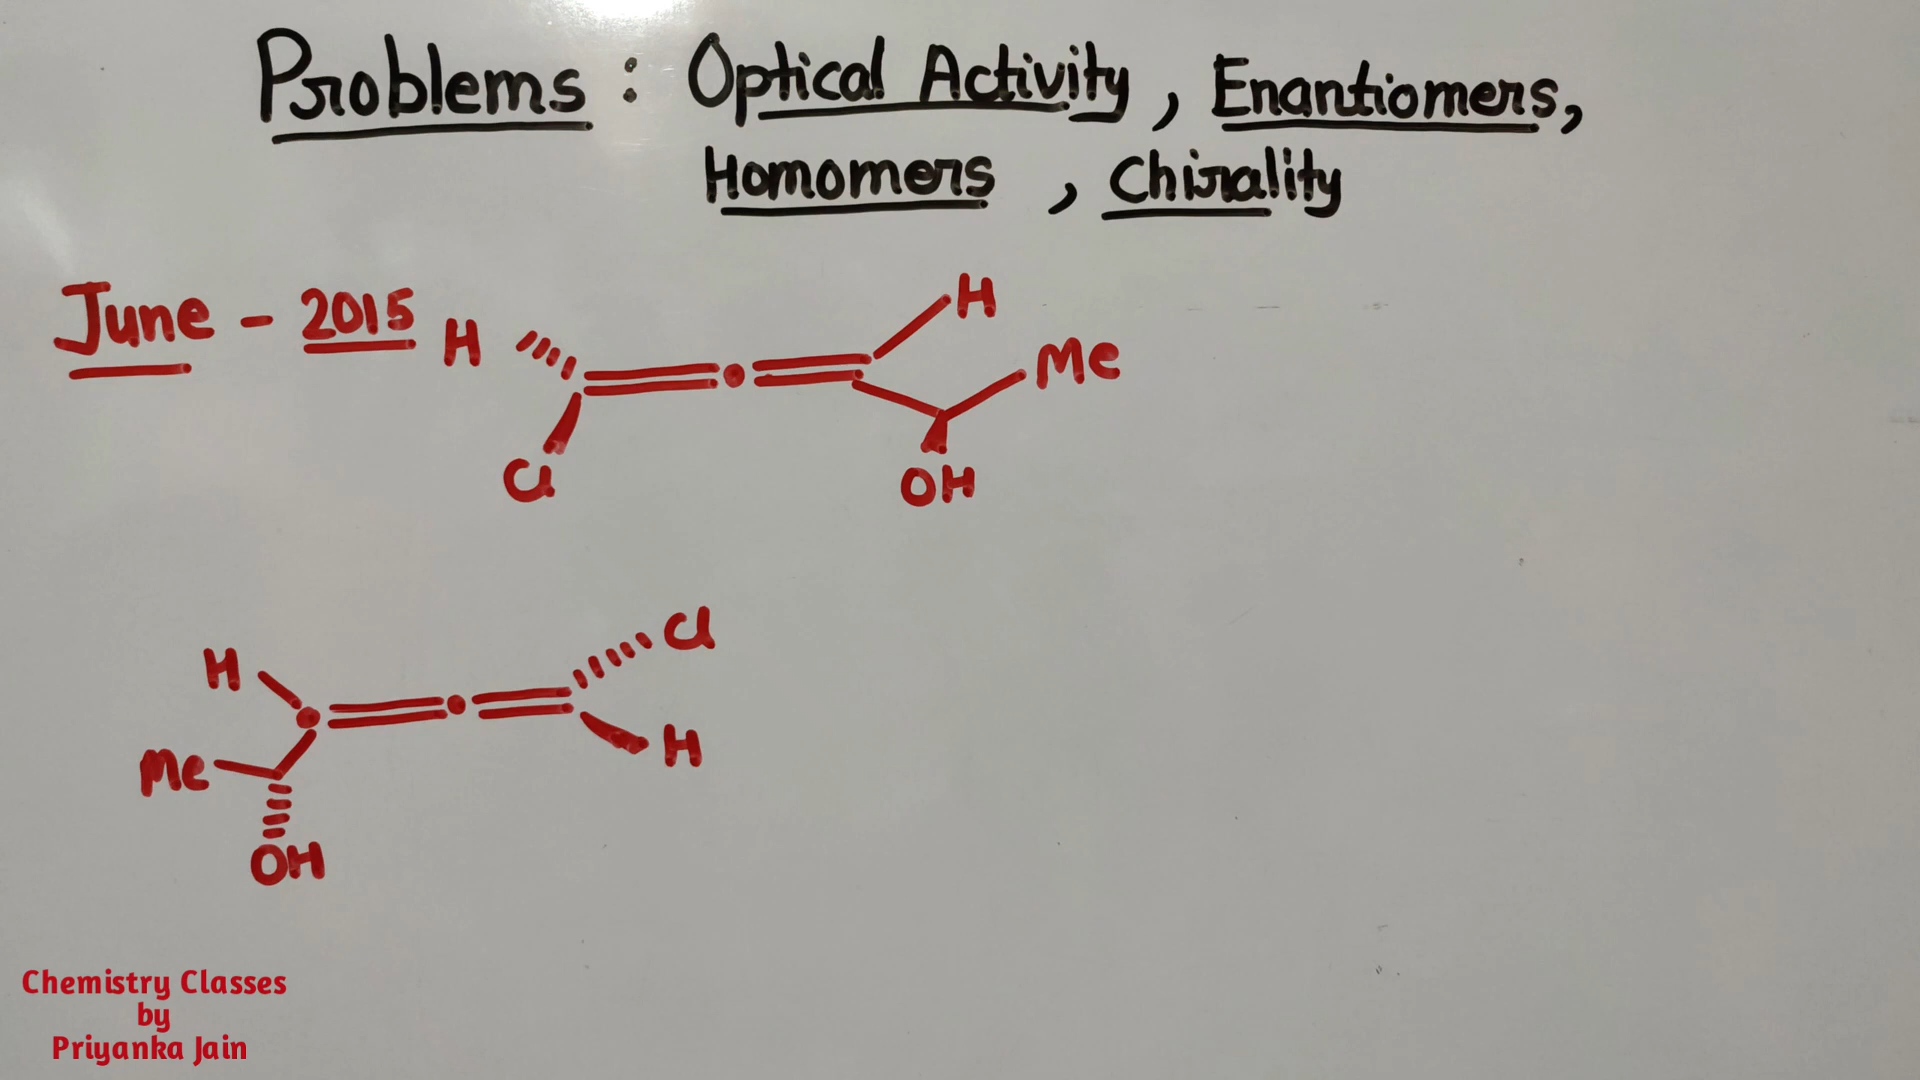 Problems : Optical Activity, Enantiomers,
Homomers, Chirality
June - 2015
H
H
Me
Cl
OH
Cl
H
Me
H
OH
Chemistry Classes
by
Priyanka Jain